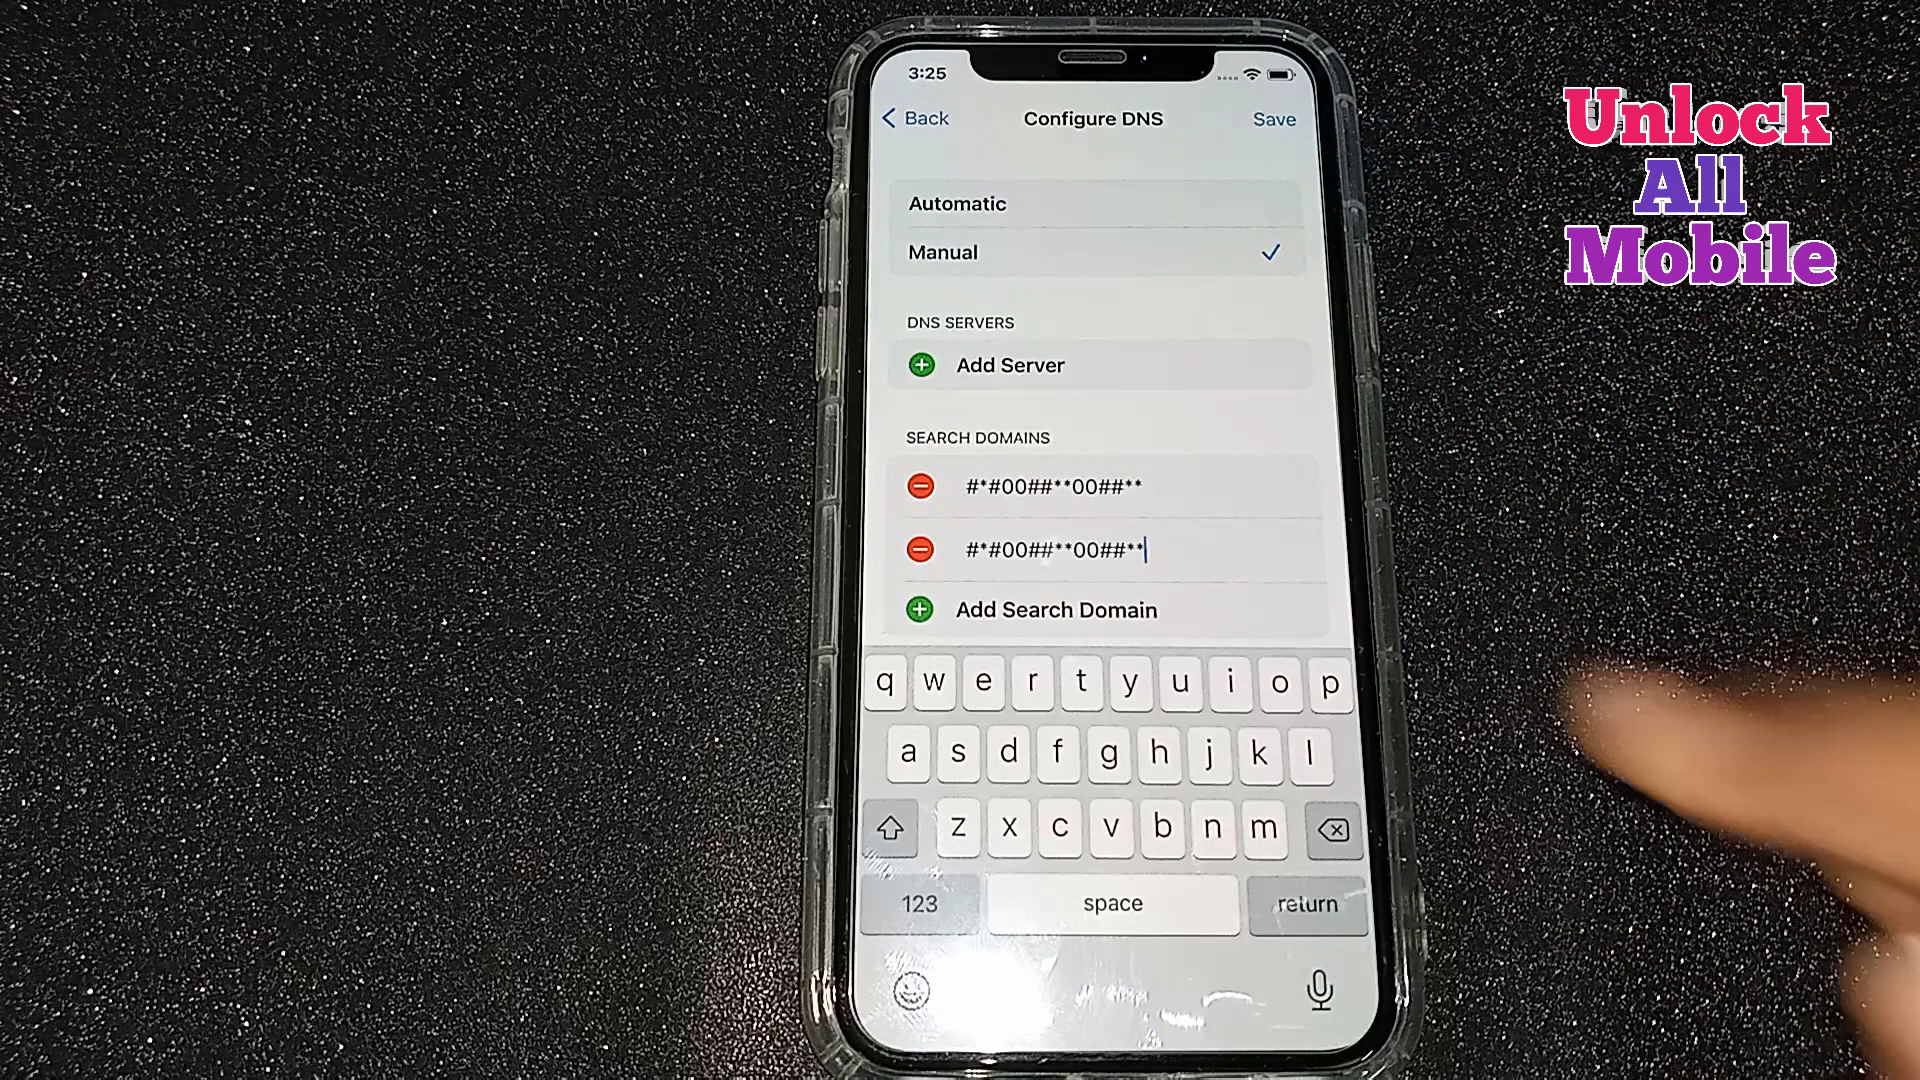 3:25
Back
Configure DNS
Save
Automatic
Manual
DNS SERVERS
Add Server
SEARCH DOMAINS
#*#00##**00##**
#*#00##**00##**
Add Search Domain
q w e r t y u i o p
a s d f g h j k l
z x c v b n m
123
space
return
Unlock
All
Mobile